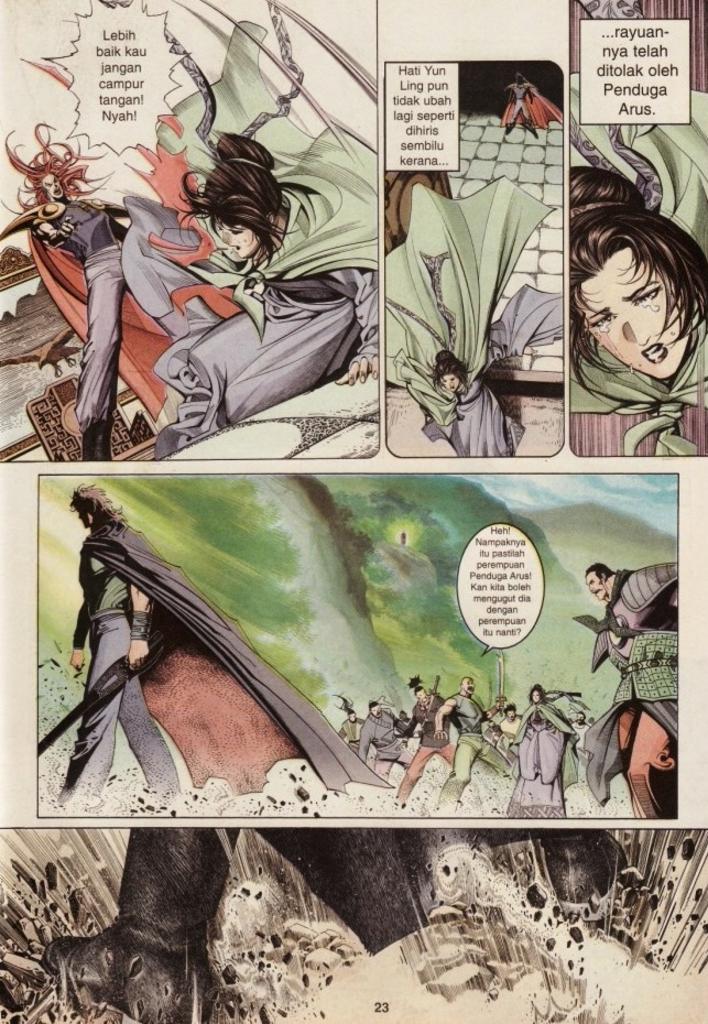 Lebih
baik kau
jangan
campur
tangan!
Nyah!
Hati Yun
Ling pun
tidak ubah
lagi seperti
dihiris
sembilu
kerana...
...rayuan-
nya telah
ditolak oleh
Penduga
Arus.
Heh!
Nampaknya
itu pastilah
perempuan
Penduga Arus!
Kan kita boleh
mengugut dia
dengan
perempuan
itu nanti?
23